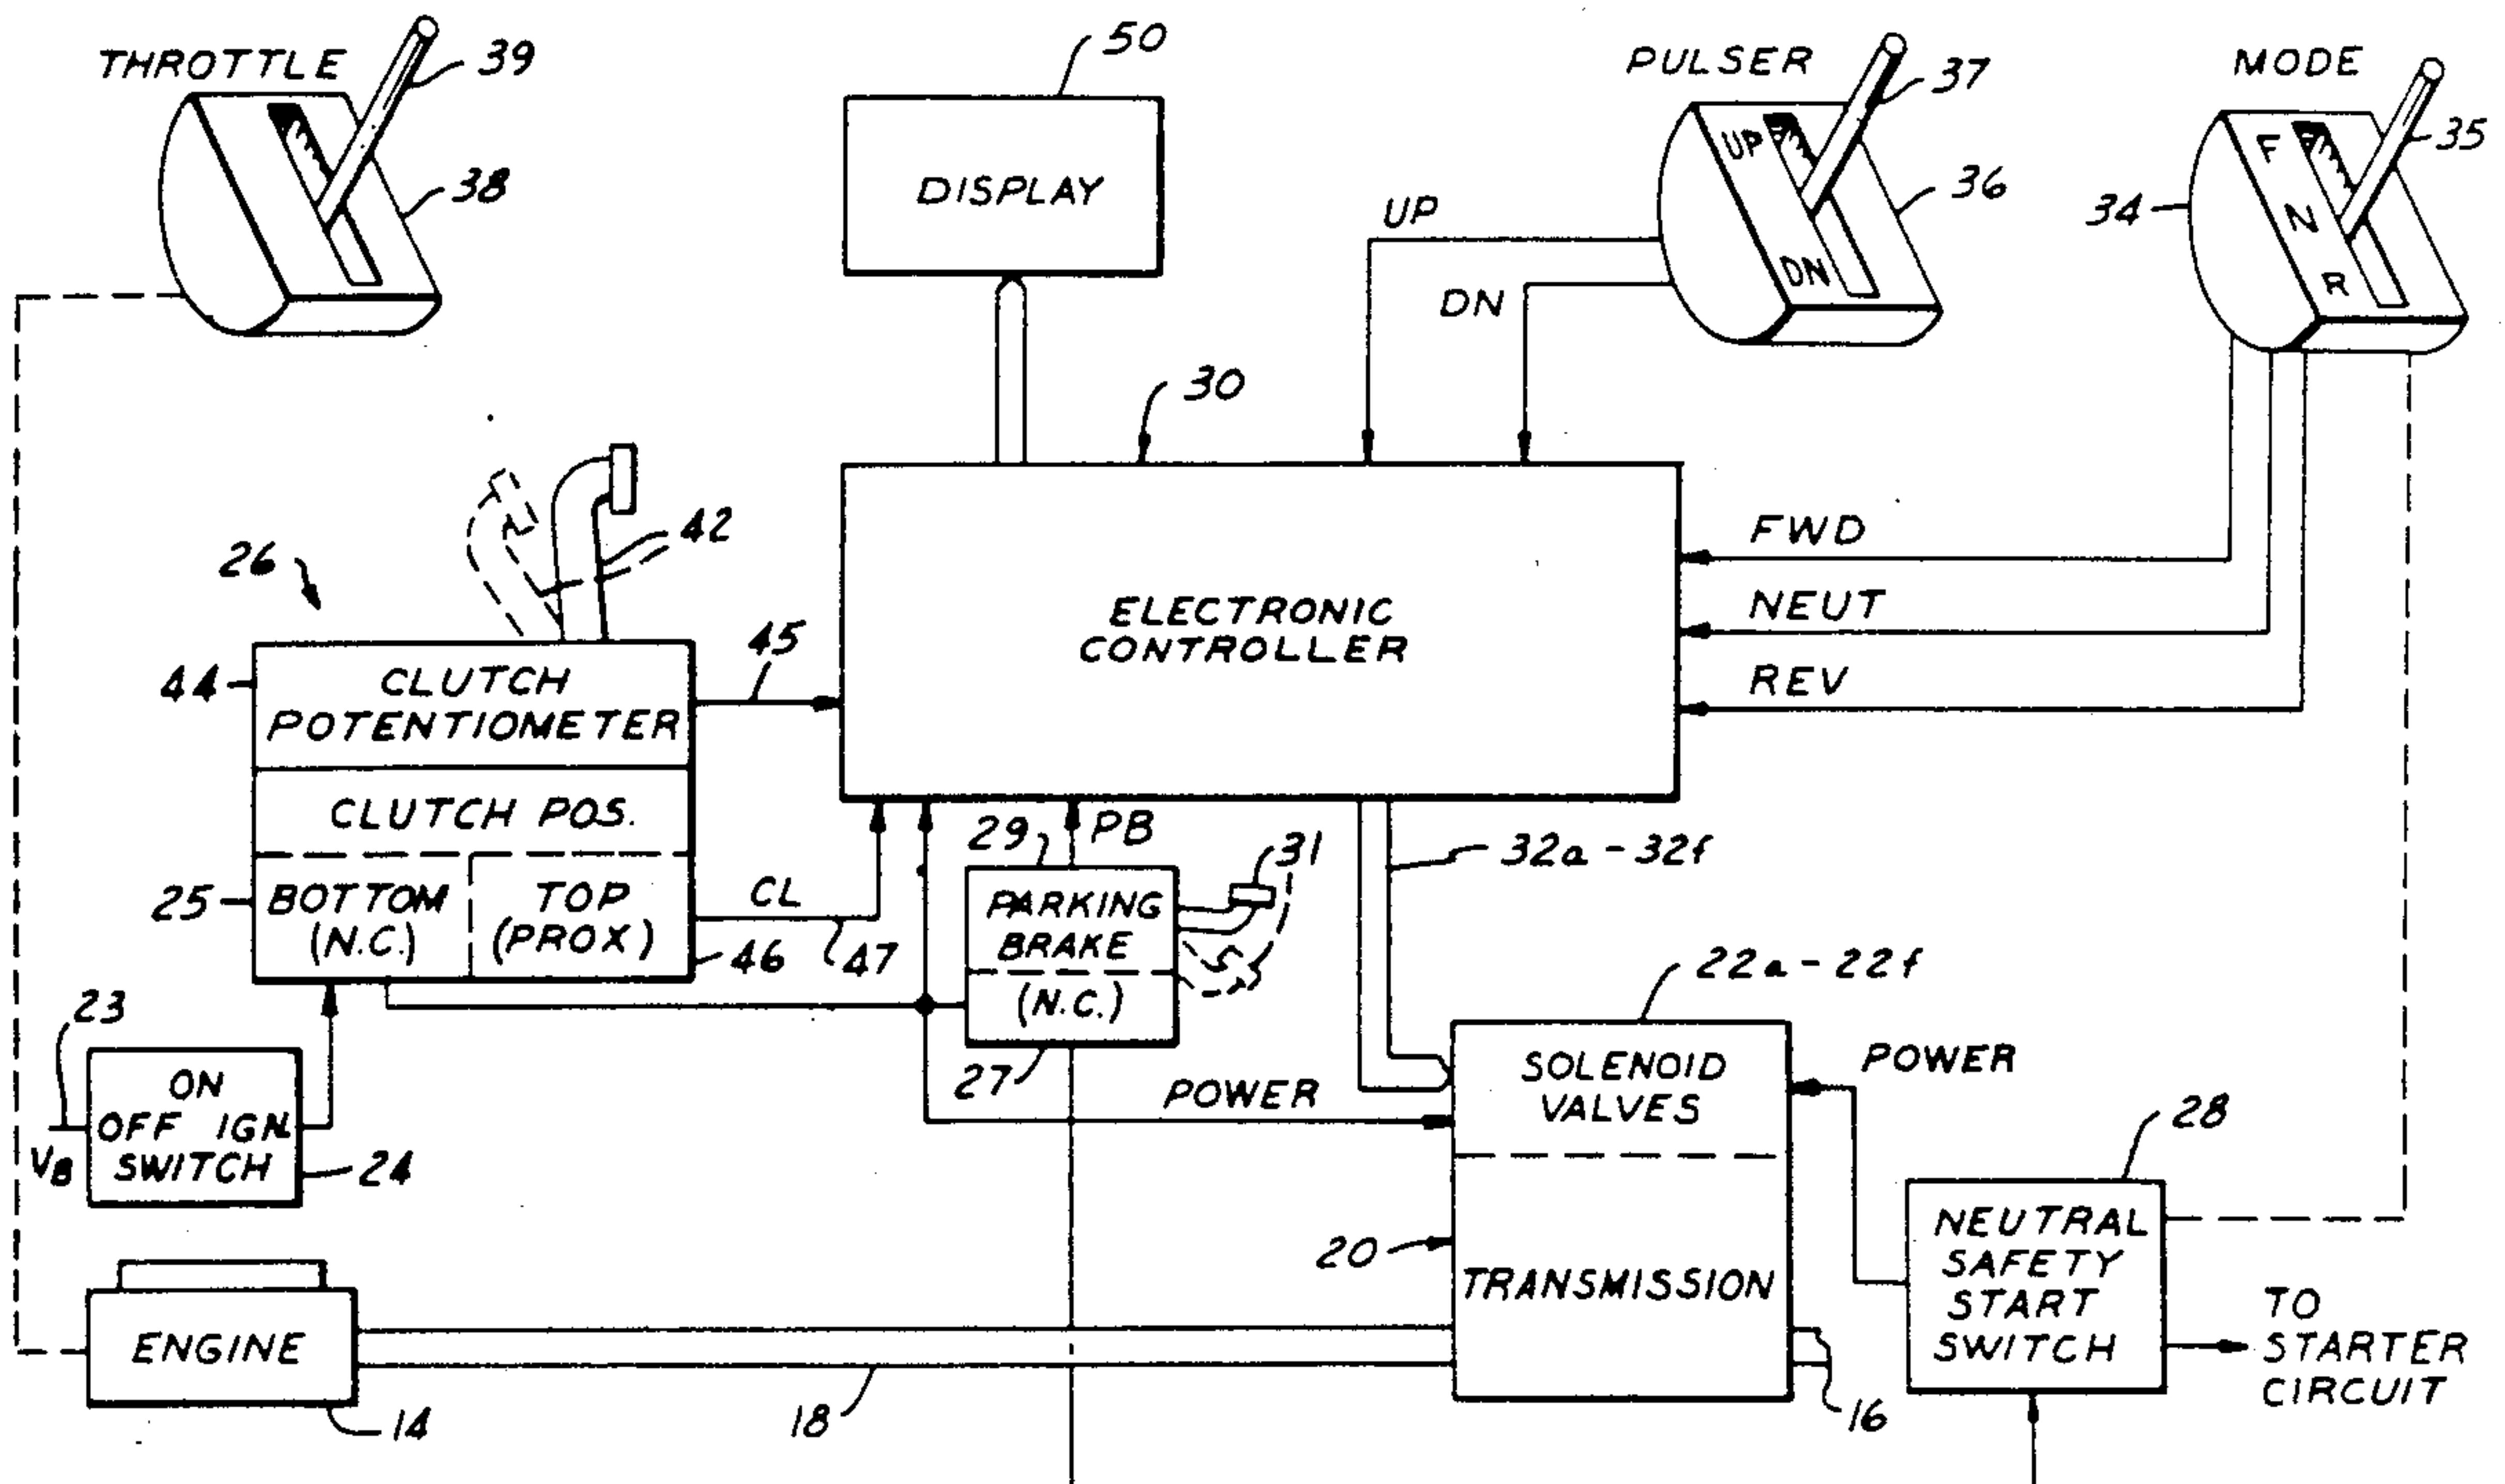 THROTTLE
39
38
50
DISPLAY
PULSER
37
UP
DN
36
MODE
35
F
N
R
34
UP
DN
30
ELECTRONIC
CONTROLLER
FWD
NEUT
REV
42
26
44
CLUTCH
POTENTIOMETER
45
CLUTCH POS.
25
BOTTOM
(N.C.)
TOP
(PROX)
46
CL
47
29
PB
31
PARKING
BRAKE
(N.C.)
27
32a - 32f
22a - 22f
SOLENOID
VALVES
POWER
POWER
23
VB
ON
OFF IGN.
SWITCH
24
20
TRANSMISSION
28
NEUTRAL
SAFETY
START
SWITCH
TO
STARTER
CIRCUIT
ENGINE
14
18
16